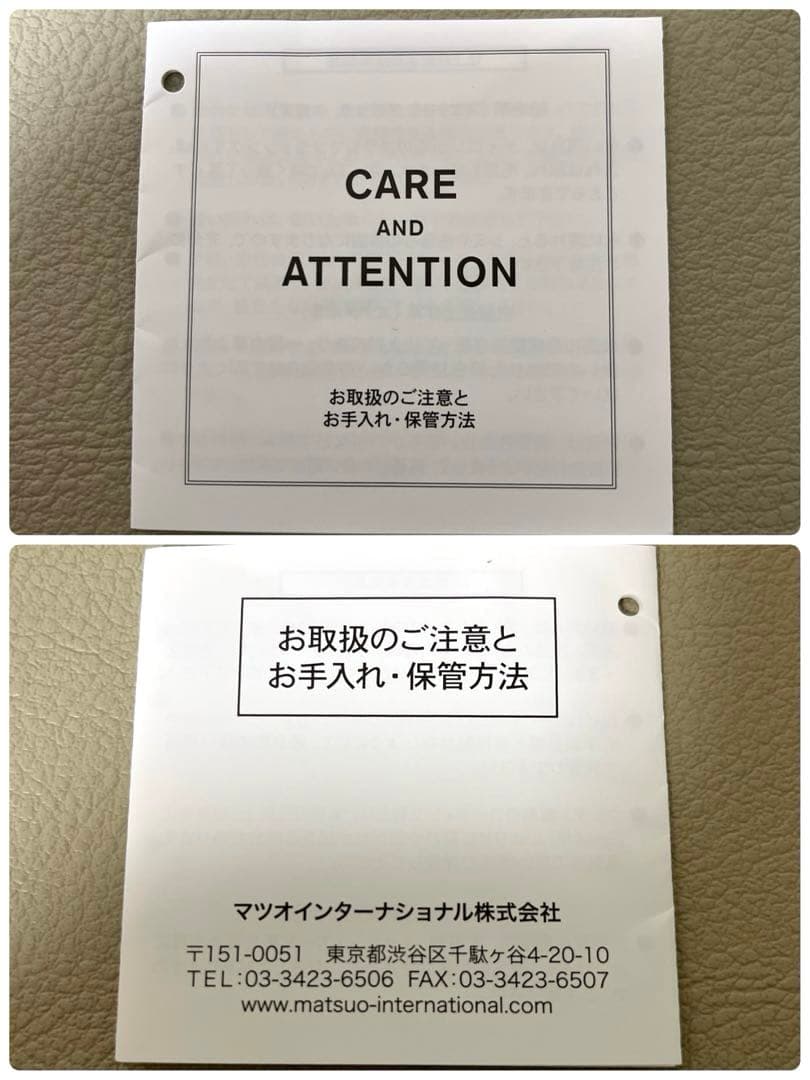 CARE
AND
ATTENTION
お取扱のご注意と
お手入れ・保管方法
お取扱のご注意と
お手入れ・保管方法
マツオインターナショナル株式会社
〒151-0051 東京都渋谷区千駄ヶ谷4-20-10
TEL:03-3423-6506 FAX:03-3423-6507
www.matsuo-international.com